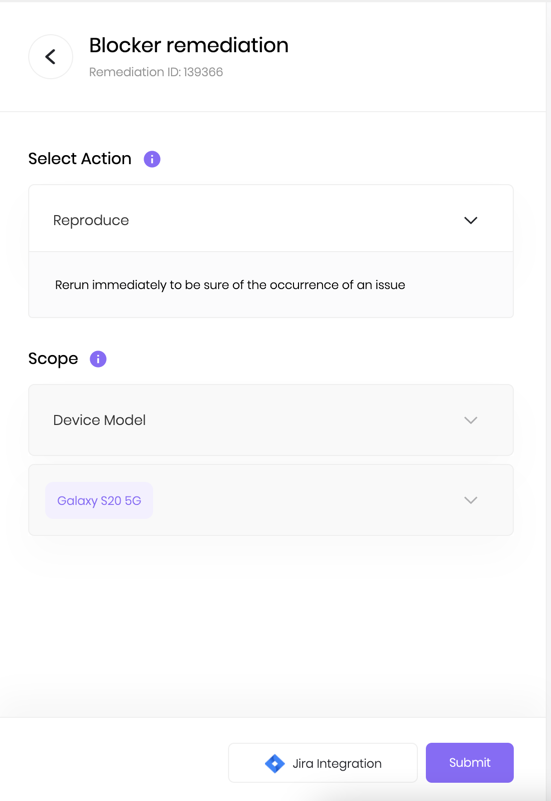 Blocker remediation
Remediation ID: 139366
Select Action
Reproduce
Rerun immediately to be sure of the occurrence of an issue
Scope
Device Model
Galaxy S20 5G
Jira Integration
Submit